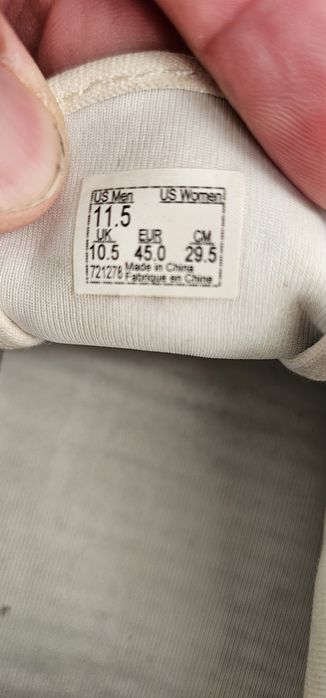 US Men US Women
11.5
UK EUR CM
10.5 45.0 29.5
721278 Made in China
Fabrique en Chine